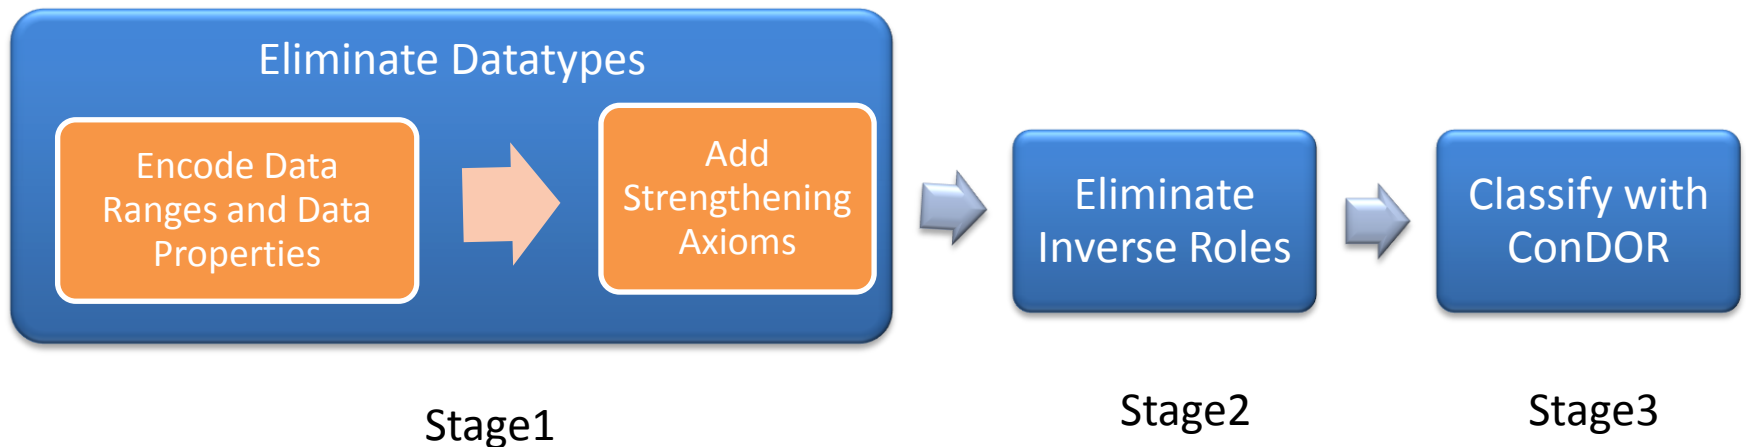 Eliminate Datatypes
Encode Data
Ranges and Data
Properties
Add
Strengthening
Axioms
Eliminate
Inverse Roles
Classify with
ConDOR
Stage1
Stage2
Stage3